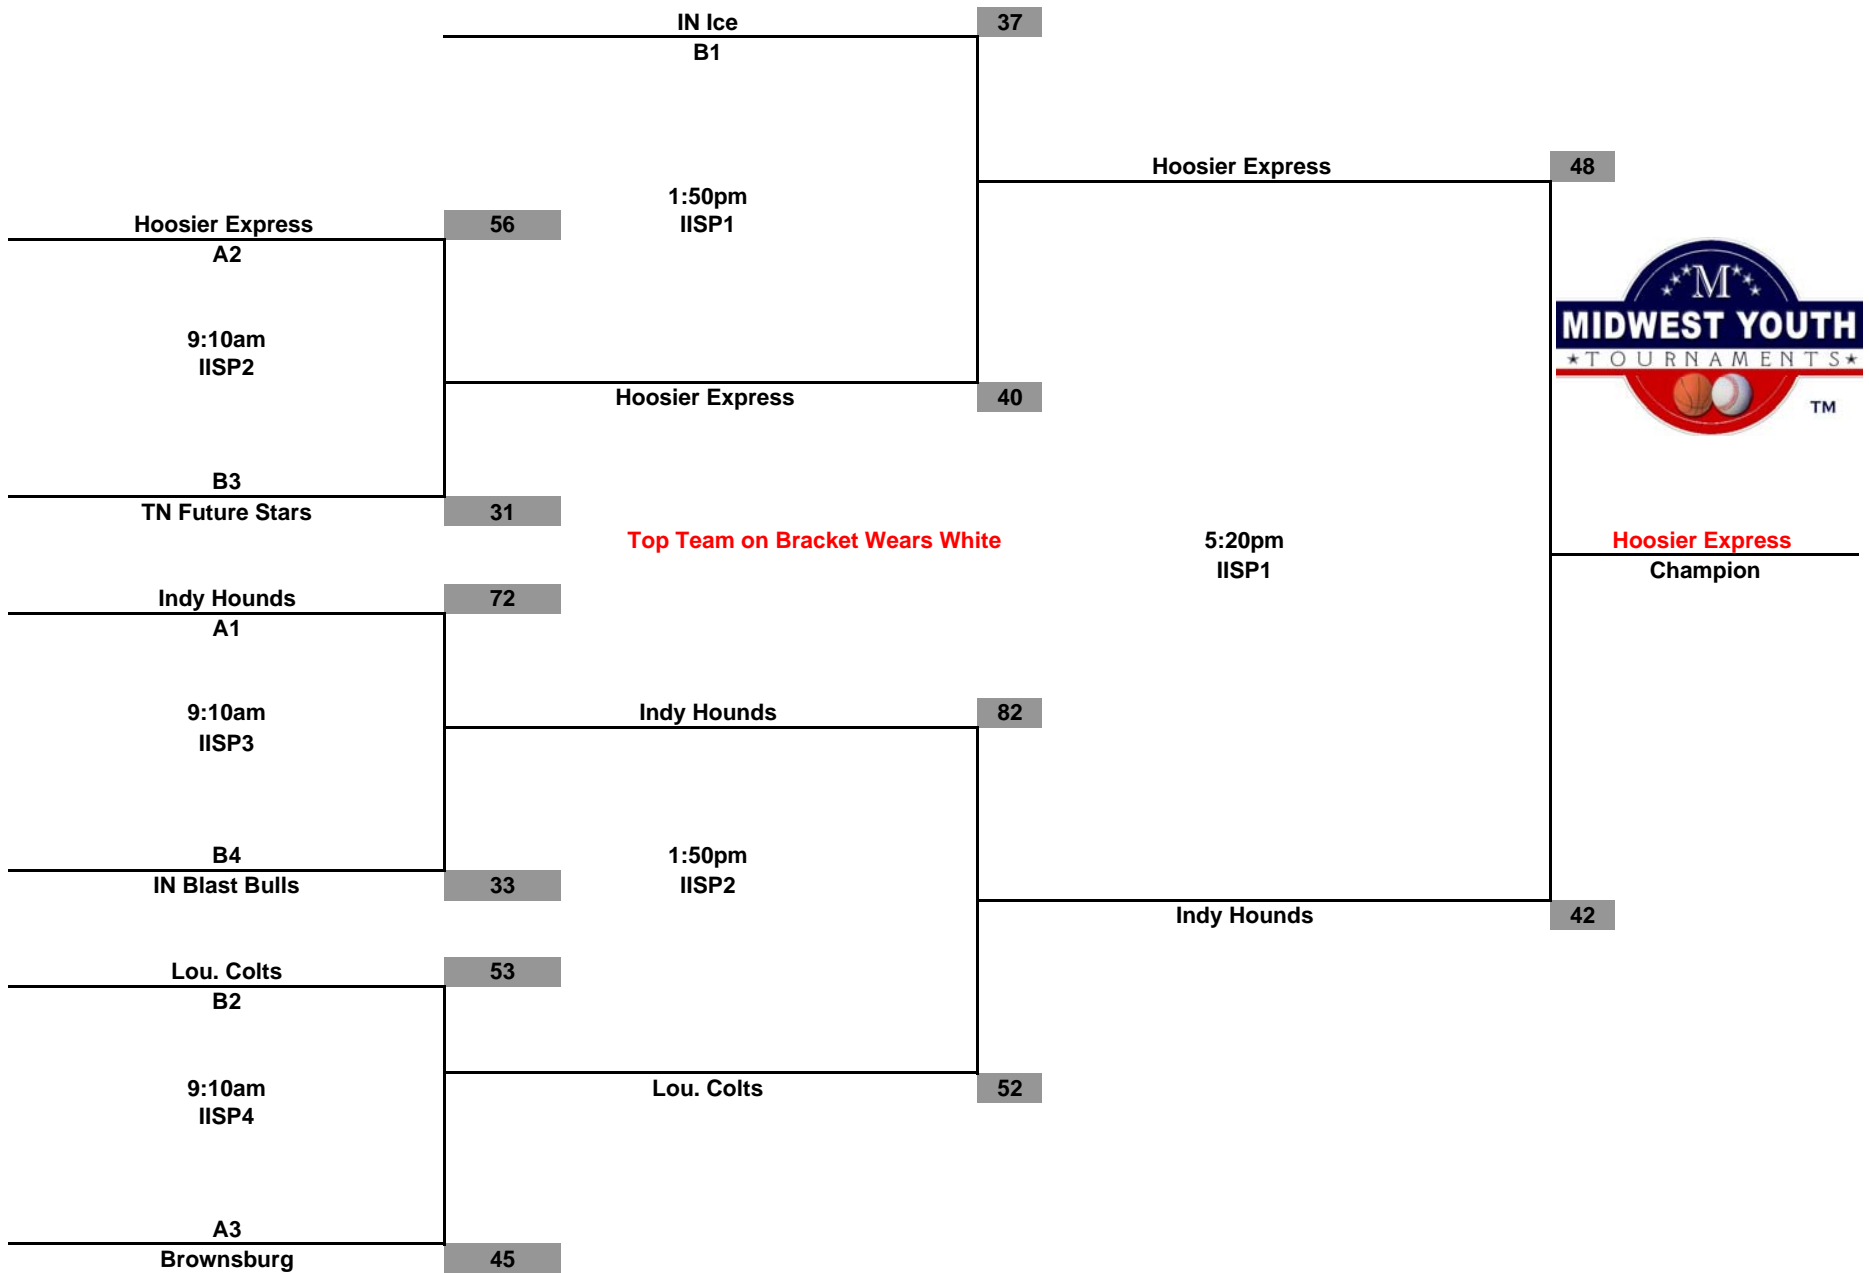 IN Ice 37
B1
Hoosier Express 48
1:50pm
IISP1
Hoosier Express 56
A2
9:10am
IISP2
M
MIDWEST YOUTH
★TOURNAMENTS★
TM
Hoosier Express 40
B3
TN Future Stars 31
Top Team on Bracket Wears White
5:20pm
IISP1
Hoosier Express
Champion
Indy Hounds 72
A1
9:10am
IISP3
Indy Hounds 82
B4
IN Blast Bulls 33
1:50pm
IISP2
Indy Hounds 42
Lou. Colts 53
B2
9:10am
IISP4
Lou. Colts 52
A3
Brownsburg 45